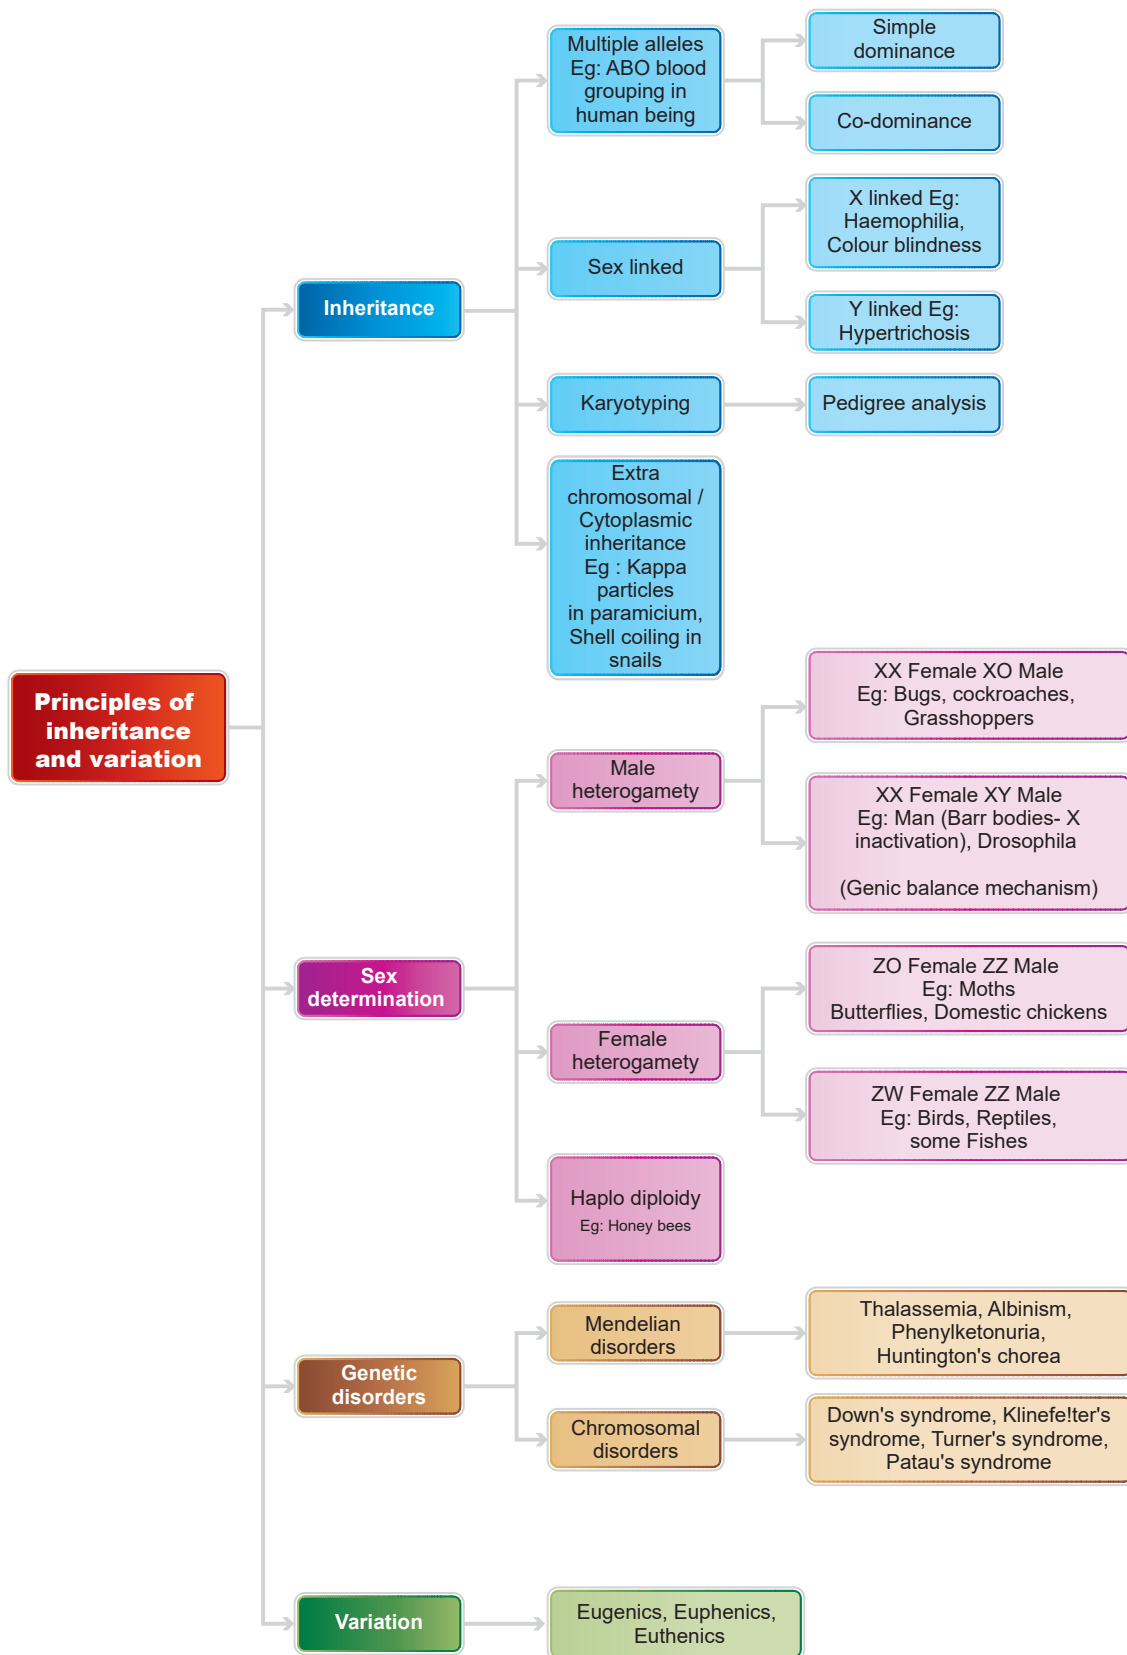 Principles of
inheritance
and variation
Inheritance
Multiple alleles
Eg: ABO blood
grouping in
human being
Simple
dominance
Co-dominance
Sex linked
X linked Eg:
Haemophilia,
Colour blindness
Y linked Eg:
Hypertrichosis
Karyotyping
Pedigree analysis
Extra
chromosomal /
Cytoplasmic
inheritance
Eg : Kappa
particles
in paramicium,
Shell coiling in
snails
Sex
determination
Male
heterogamety
XX Female XO Male
Eg: Bugs, cockroaches,
Grasshoppers
XX Female XY Male
Eg: Man (Barr bodies- X
inactivation), Drosophila
(Genic balance mechanism)
Female
heterogamety
ZO Female ZZ Male
Eg: Moths
Butterflies, Domestic chickens
ZW Female ZZ Male
Eg: Birds, Reptiles,
some Fishes
Haplo diploidy
Eg: Honey bees
Genetic
disorders
Mendelian
disorders
Thalassemia, Albinism,
Phenylketonuria,
Huntington's chorea
Chromosomal
disorders
Down's syndrome, Klinefe!ter's
syndrome, Turner's syndrome,
Patau's syndrome
Variation
Eugenics, Euphenics,
Euthenics